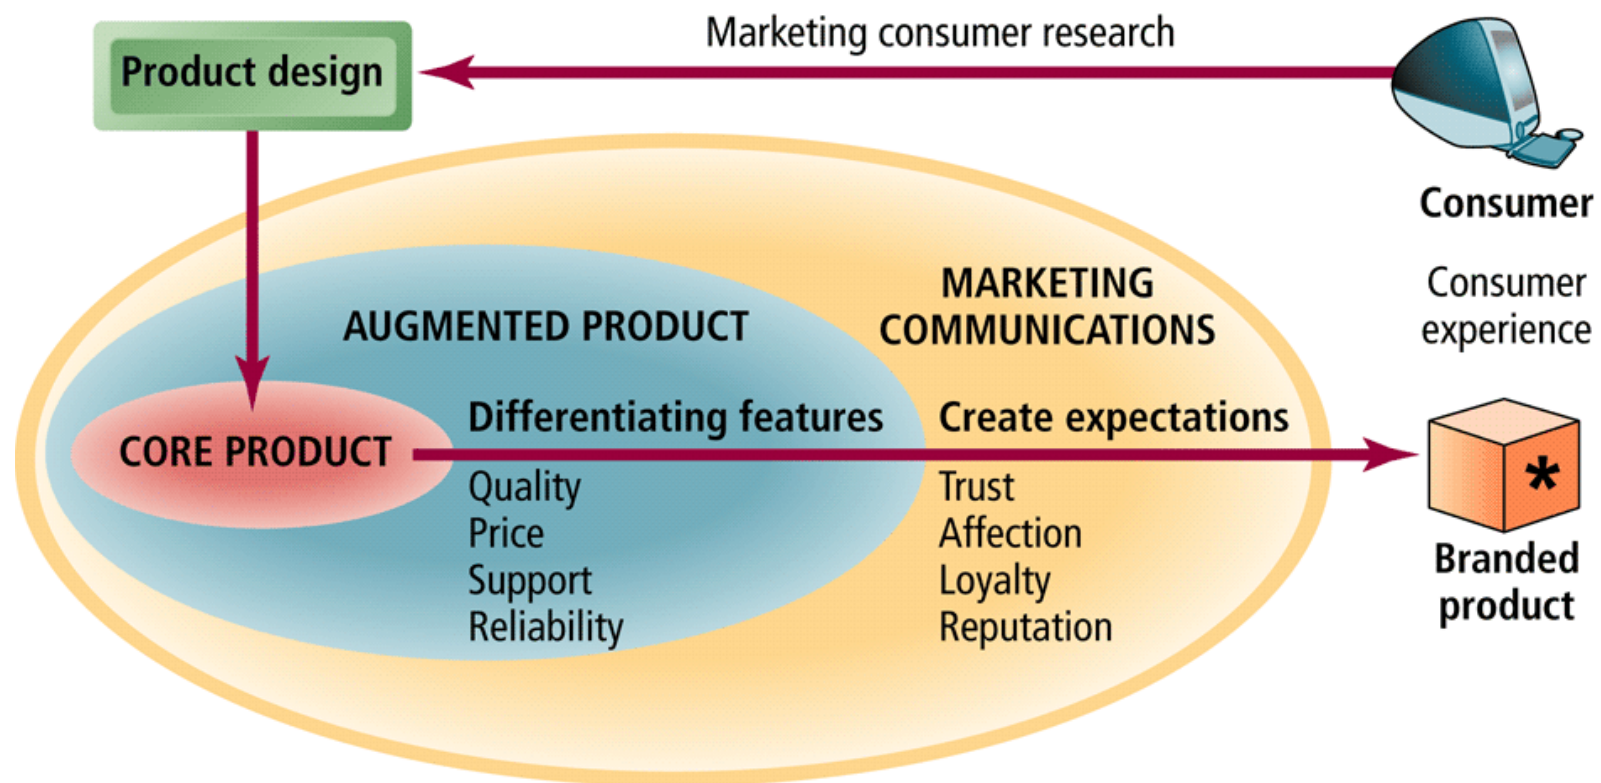 Marketing consumer research
Product design
Consumer
Consumer
experience
MARKETING
COMMUNICATIONS
AUGMENTED PRODUCT
Differentiating features
Create expectations
CORE PRODUCT
Quality
Price
Support
Reliability
Trust
Affection
Loyalty
Reputation
*
Branded
product